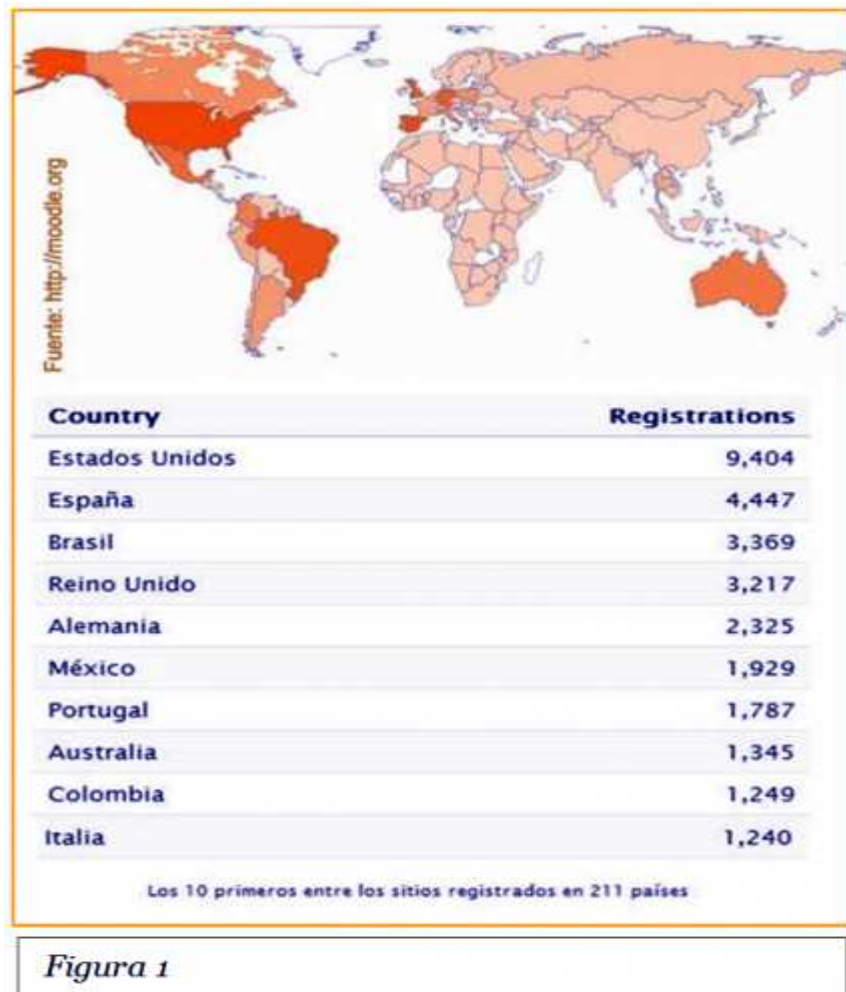 Fuente: http://moodle.org
Country Registrations
Estados Unidos 9,404
España 4,447
Brasil 3,369
Reino Unido 3,217
Alemania 2,325
México 1,929
Portugal 1,787
Australia 1,345
Colombia 1,249
Italia 1,240
Los 10 primeros entre los sitios registrados en 211 países
Figura 1